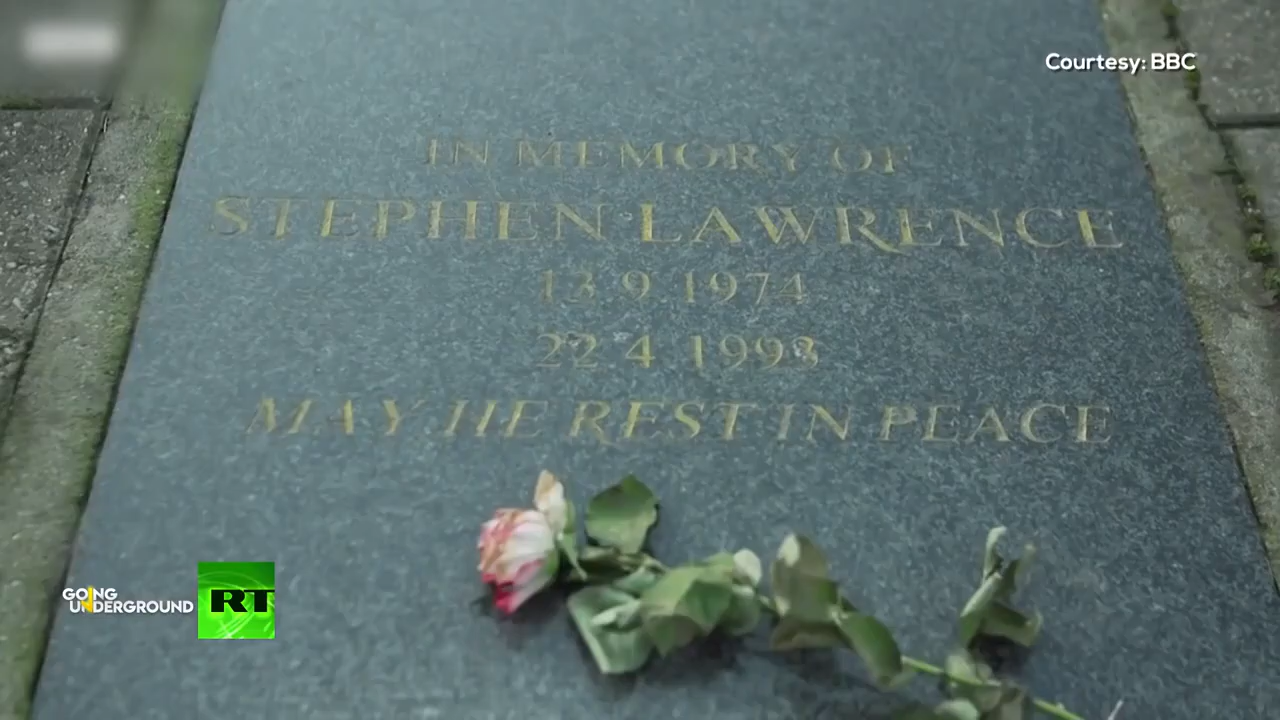 Courtesy: BBC
IN MEMORY OF
STEPHEN LAWRENCE
13 9 1974
22 4 1993
MAY HE REST IN PEACE
GOING
UNDERGROUND
RT